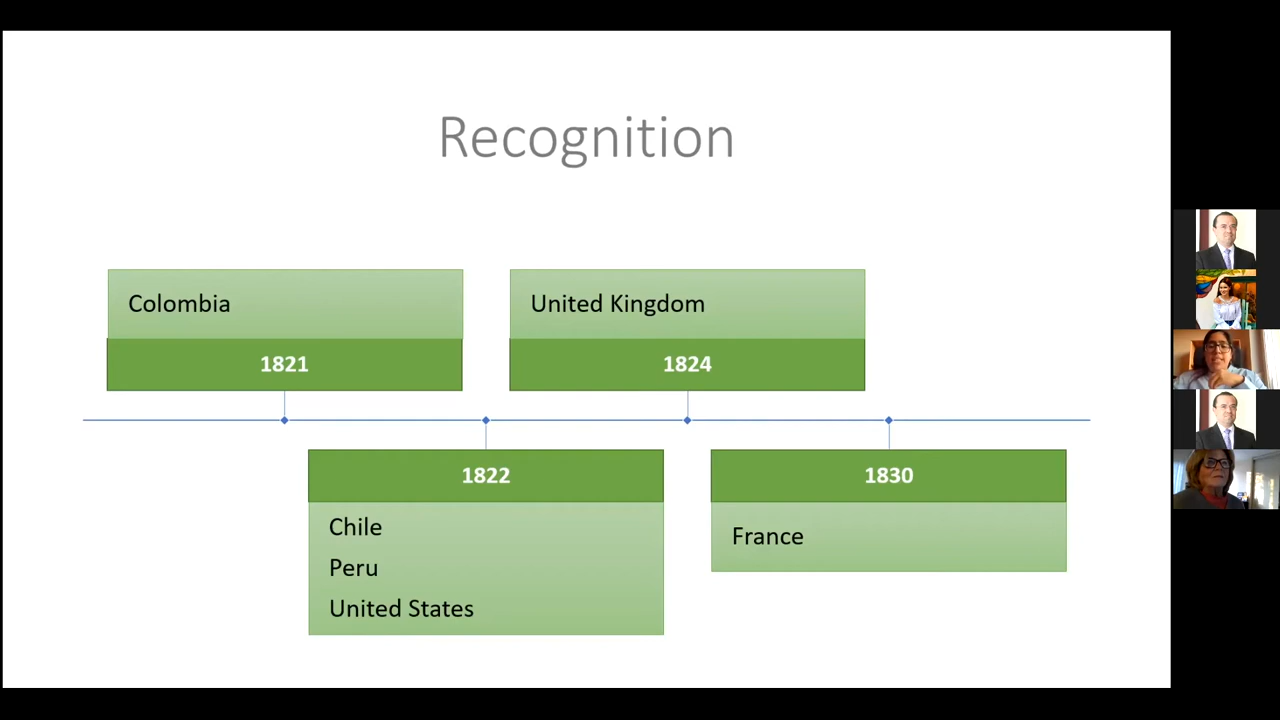 Recognition
Colombia
1821
United Kingdom
1824
1822
Chile
Peru
United States
1830
France